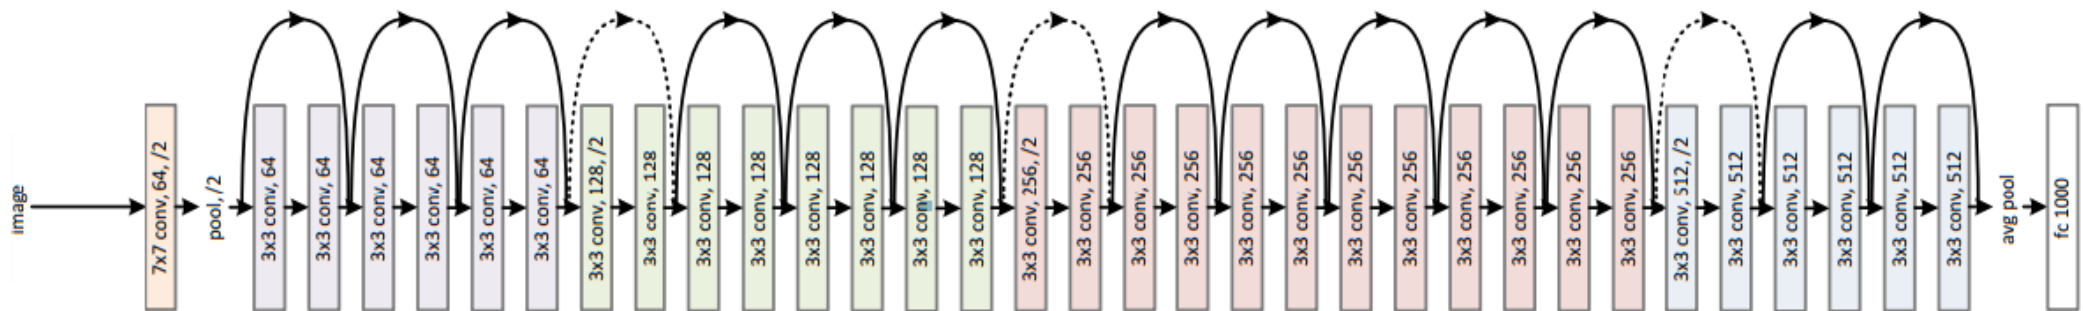 image
7x7 conv, 64, /2
pool, /2
3x3 conv, 64
3x3 conv, 64
3x3 conv, 64
3x3 conv, 64
3x3 conv, 64
3x3 conv, 64
3x3 conv, 128, /2
3x3 conv, 128
3x3 conv, 128
3x3 conv, 128
3x3 conv, 128
3x3 conv, 128
3x3 conv, 128
3x3 conv, 128
3x3 conv, 256, /2
3x3 conv, 256
3x3 conv, 256
3x3 conv, 256
3x3 conv, 256
3x3 conv, 256
3x3 conv, 256
3x3 conv, 256
3x3 conv, 256
3x3 conv, 256
3x3 conv, 256
3x3 conv, 256
3x3 conv, 512, /2
3x3 conv, 512
3x3 conv, 512
3x3 conv, 512
3x3 conv, 512
3x3 conv, 512
avg pool
fc 1000